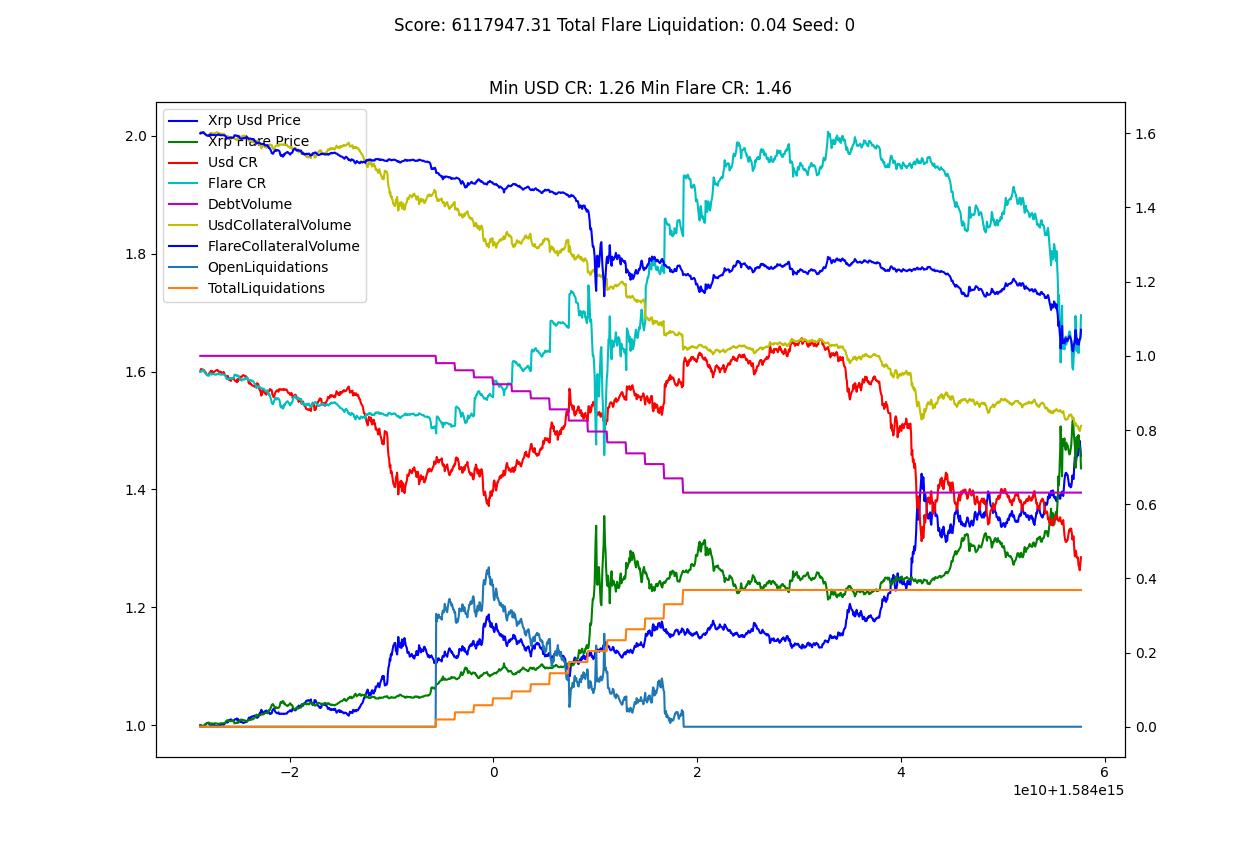 Score: 6117947.31 Total Flare Liquidation: 0.04 Seed: 0
Min USD CR: 1.26 Min Flare CR: 1.46
Xrp Usd Price
Xrp Flare Price
Usd CR
Flare CR
DebtVolume
UsdCollateralVolume
FlareCollateralVolume
OpenLiquidations
TotalLiquidations
2.0
1.8
1.6
1.4
1.2
1.0
1.6
1.4
1.2
1.0
0.8
0.6
0.4
0.2
0.0
−2
0
2
4
6
1e10+1.584e15